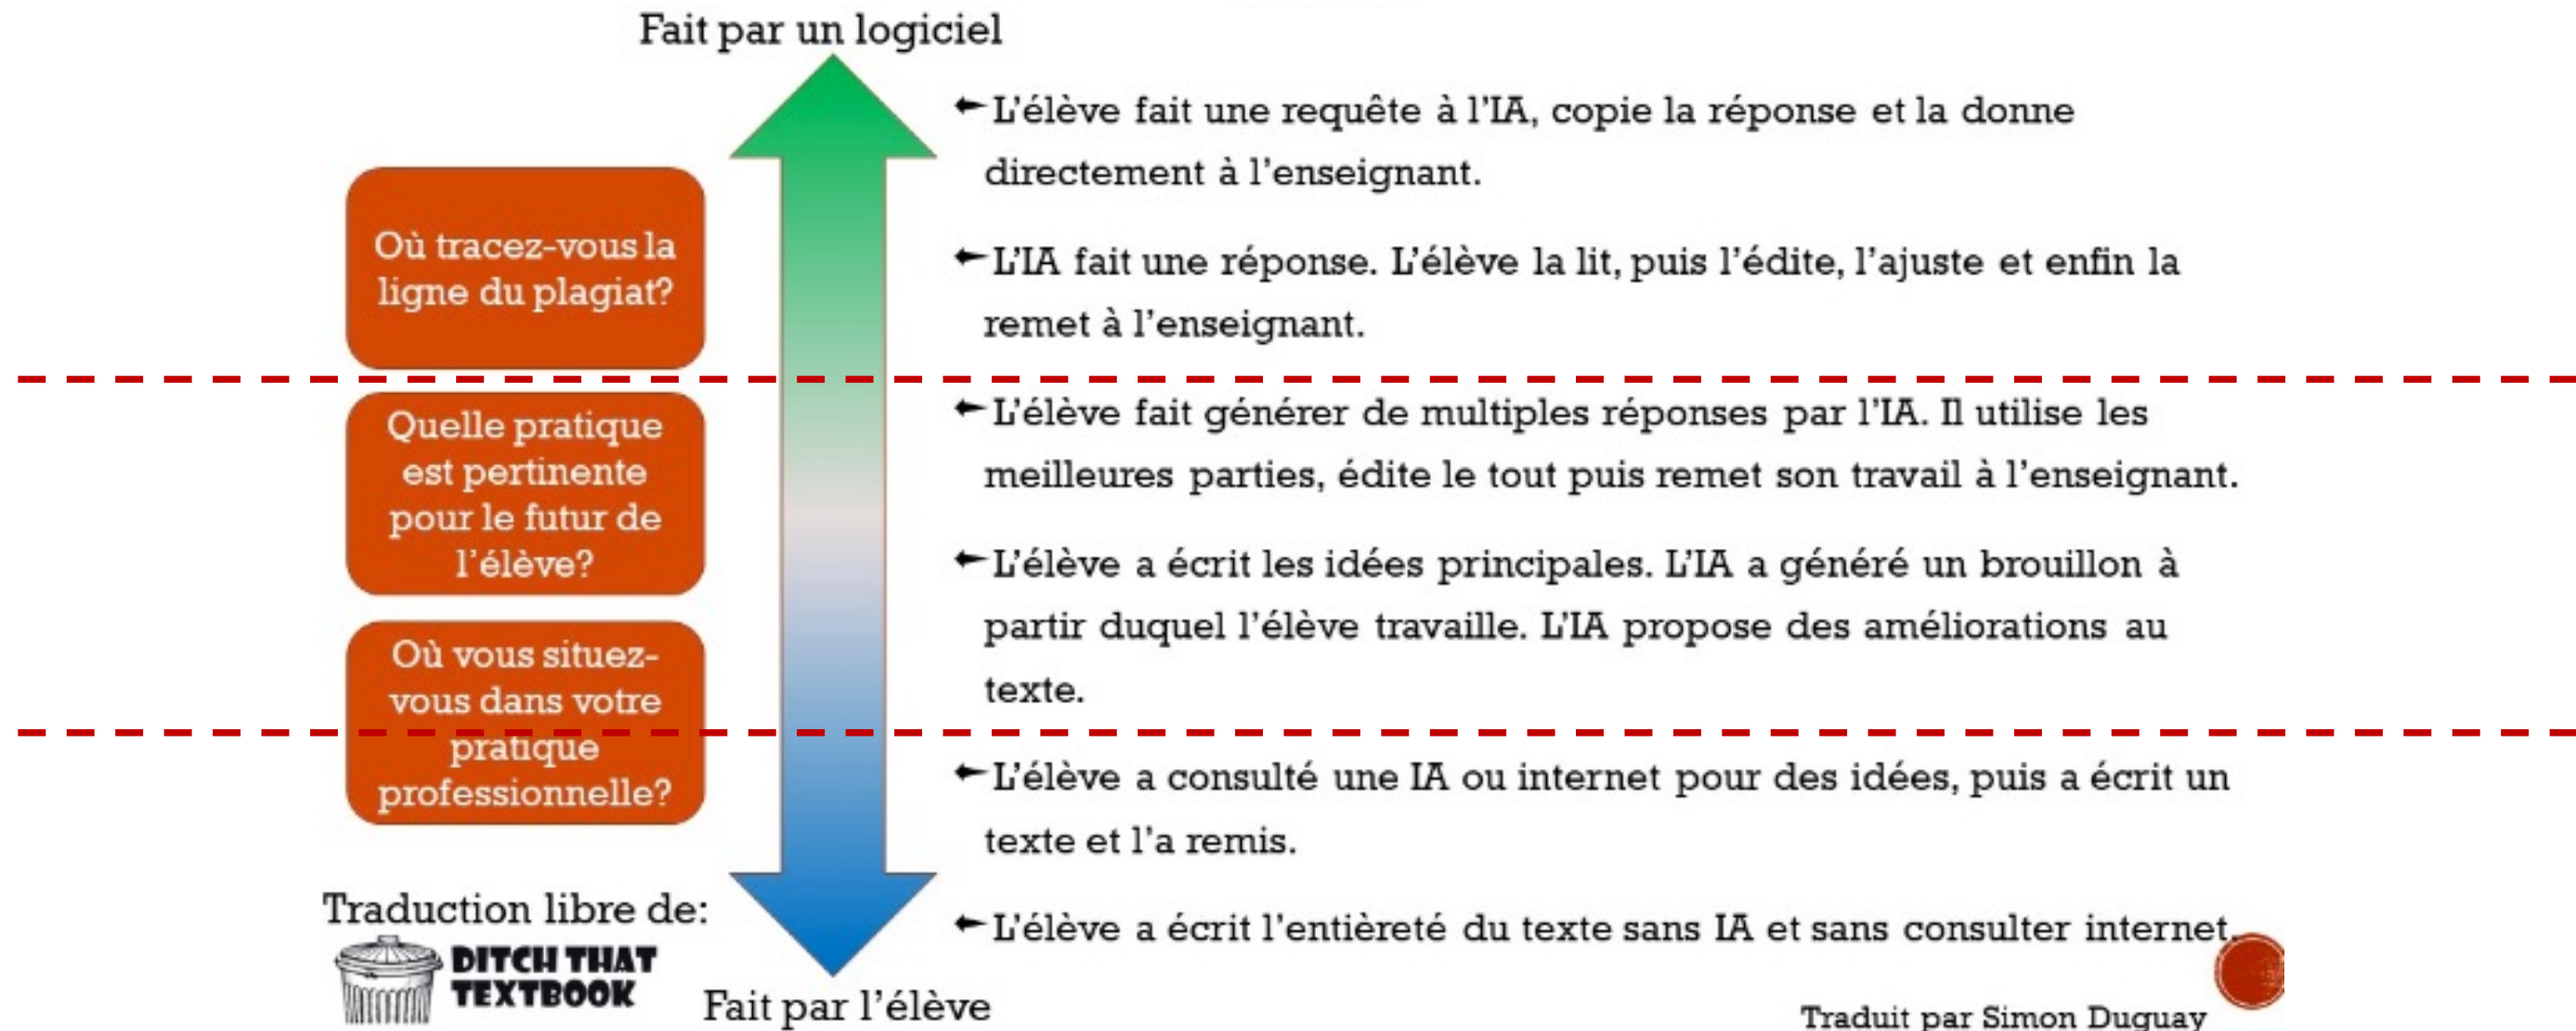 Fait par un logiciel
L'élève fait une requête à l'IA, copie la réponse et la donne
directement à l'enseignant.
Où tracez-vous la
ligne du plagiat?
L'IA fait une réponse. L'élève la lit, puis l'édite, l'ajuste et enfin la
remet à l'enseignant.
Quelle pratique
est pertinente
pour le futur de
l'élève?
L'élève fait générer de multiples réponses par l'IA. Il utilise les
meilleures parties, édite le tout puis remet son travail à l'enseignant.
L'élève a écrit les idées principales. L'IA a généré un brouillon à
partir duquel l'élève travaille. L'IA propose des améliorations au
texte.
Où vous situez-
vous dans votre
pratique
professionnelle?
L'élève a consulté une IA ou internet pour des idées, puis a écrit un
texte et l'a remis.
L'élève a écrit l'entièreté du texte sans IA et sans consulter internet.
Traduction libre de:
DITCH THAT
TEXTBOOK
Fait par l'élève
Traduit par Simon Duguay